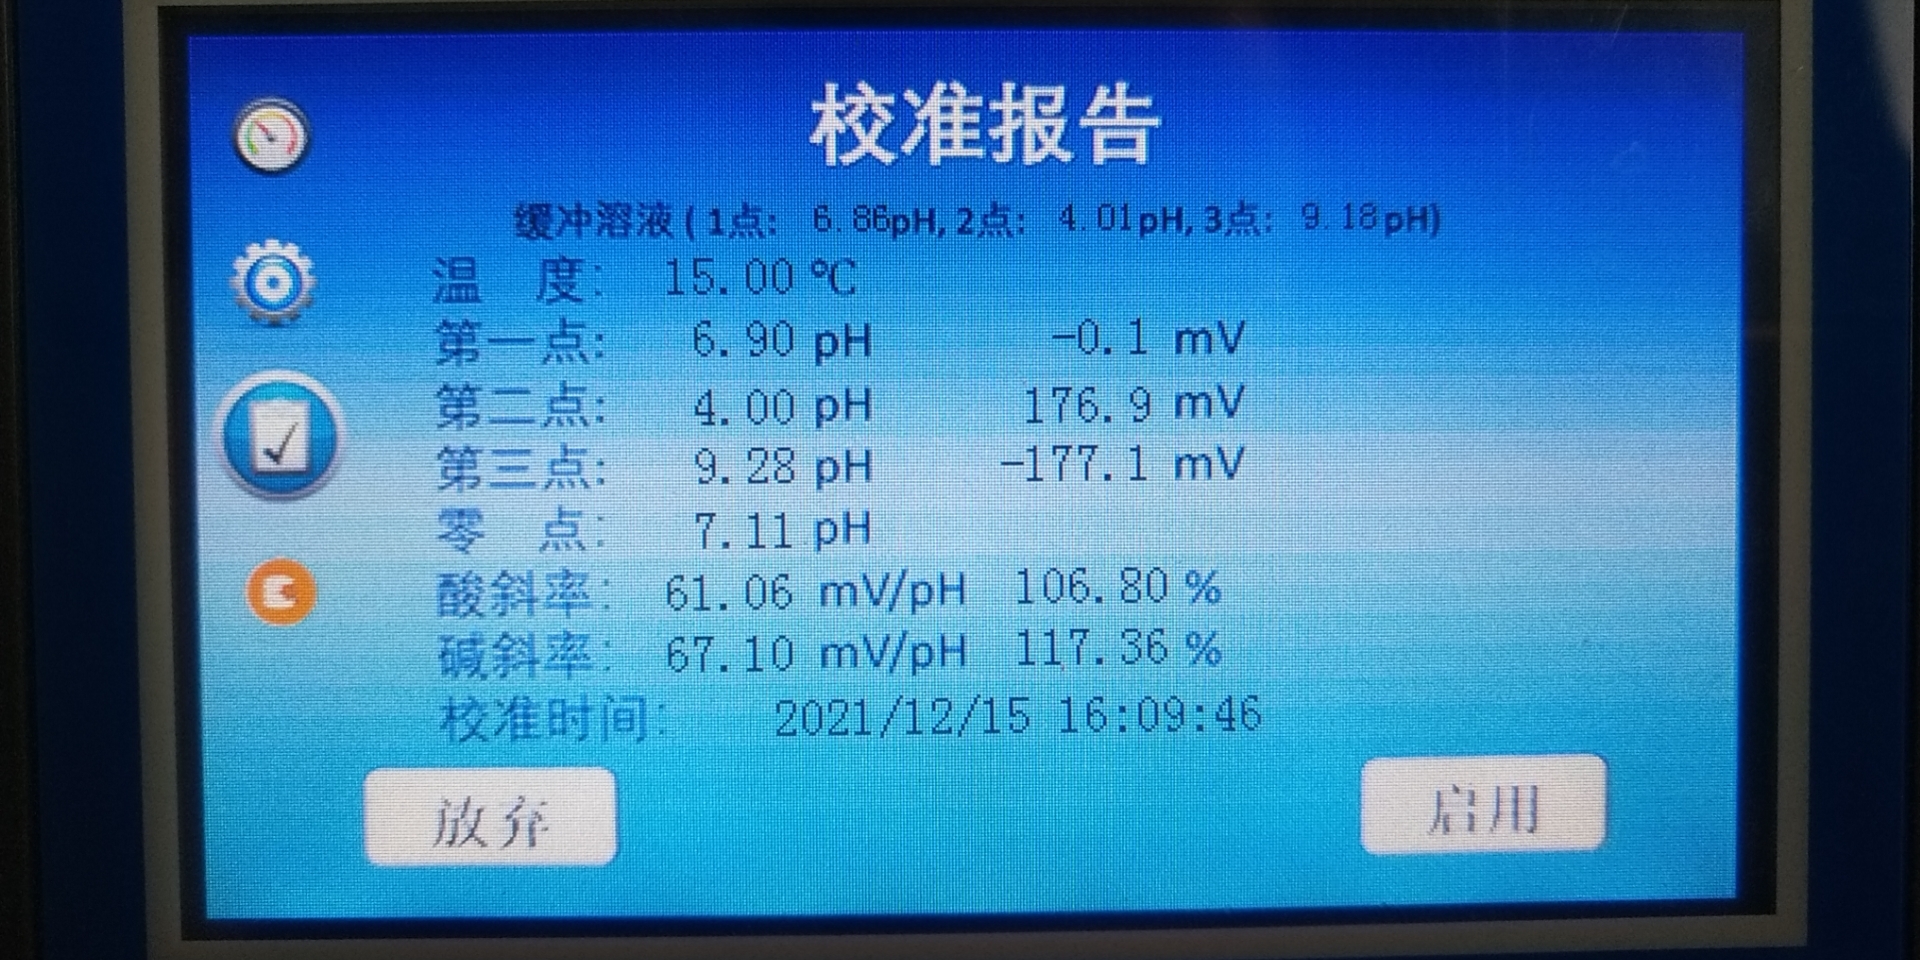 校准报告
缓冲溶液(1点: 6.86pH,2点: 4.01pH,3点: 9.18pH)
温 度: 15.00 ℃
第一点: 6.90 pH -0.1 mV
第二点: 4.00 pH 176.9 mV
第三点: 9.28 pH -177.1 mV
零 点: 7.11 pH
酸斜率: 61.06 mV/pH 106.80 %
碱斜率: 67.10 mV/pH 117.36 %
校准时间: 2021/12/15 16:09:46
放弃
启用